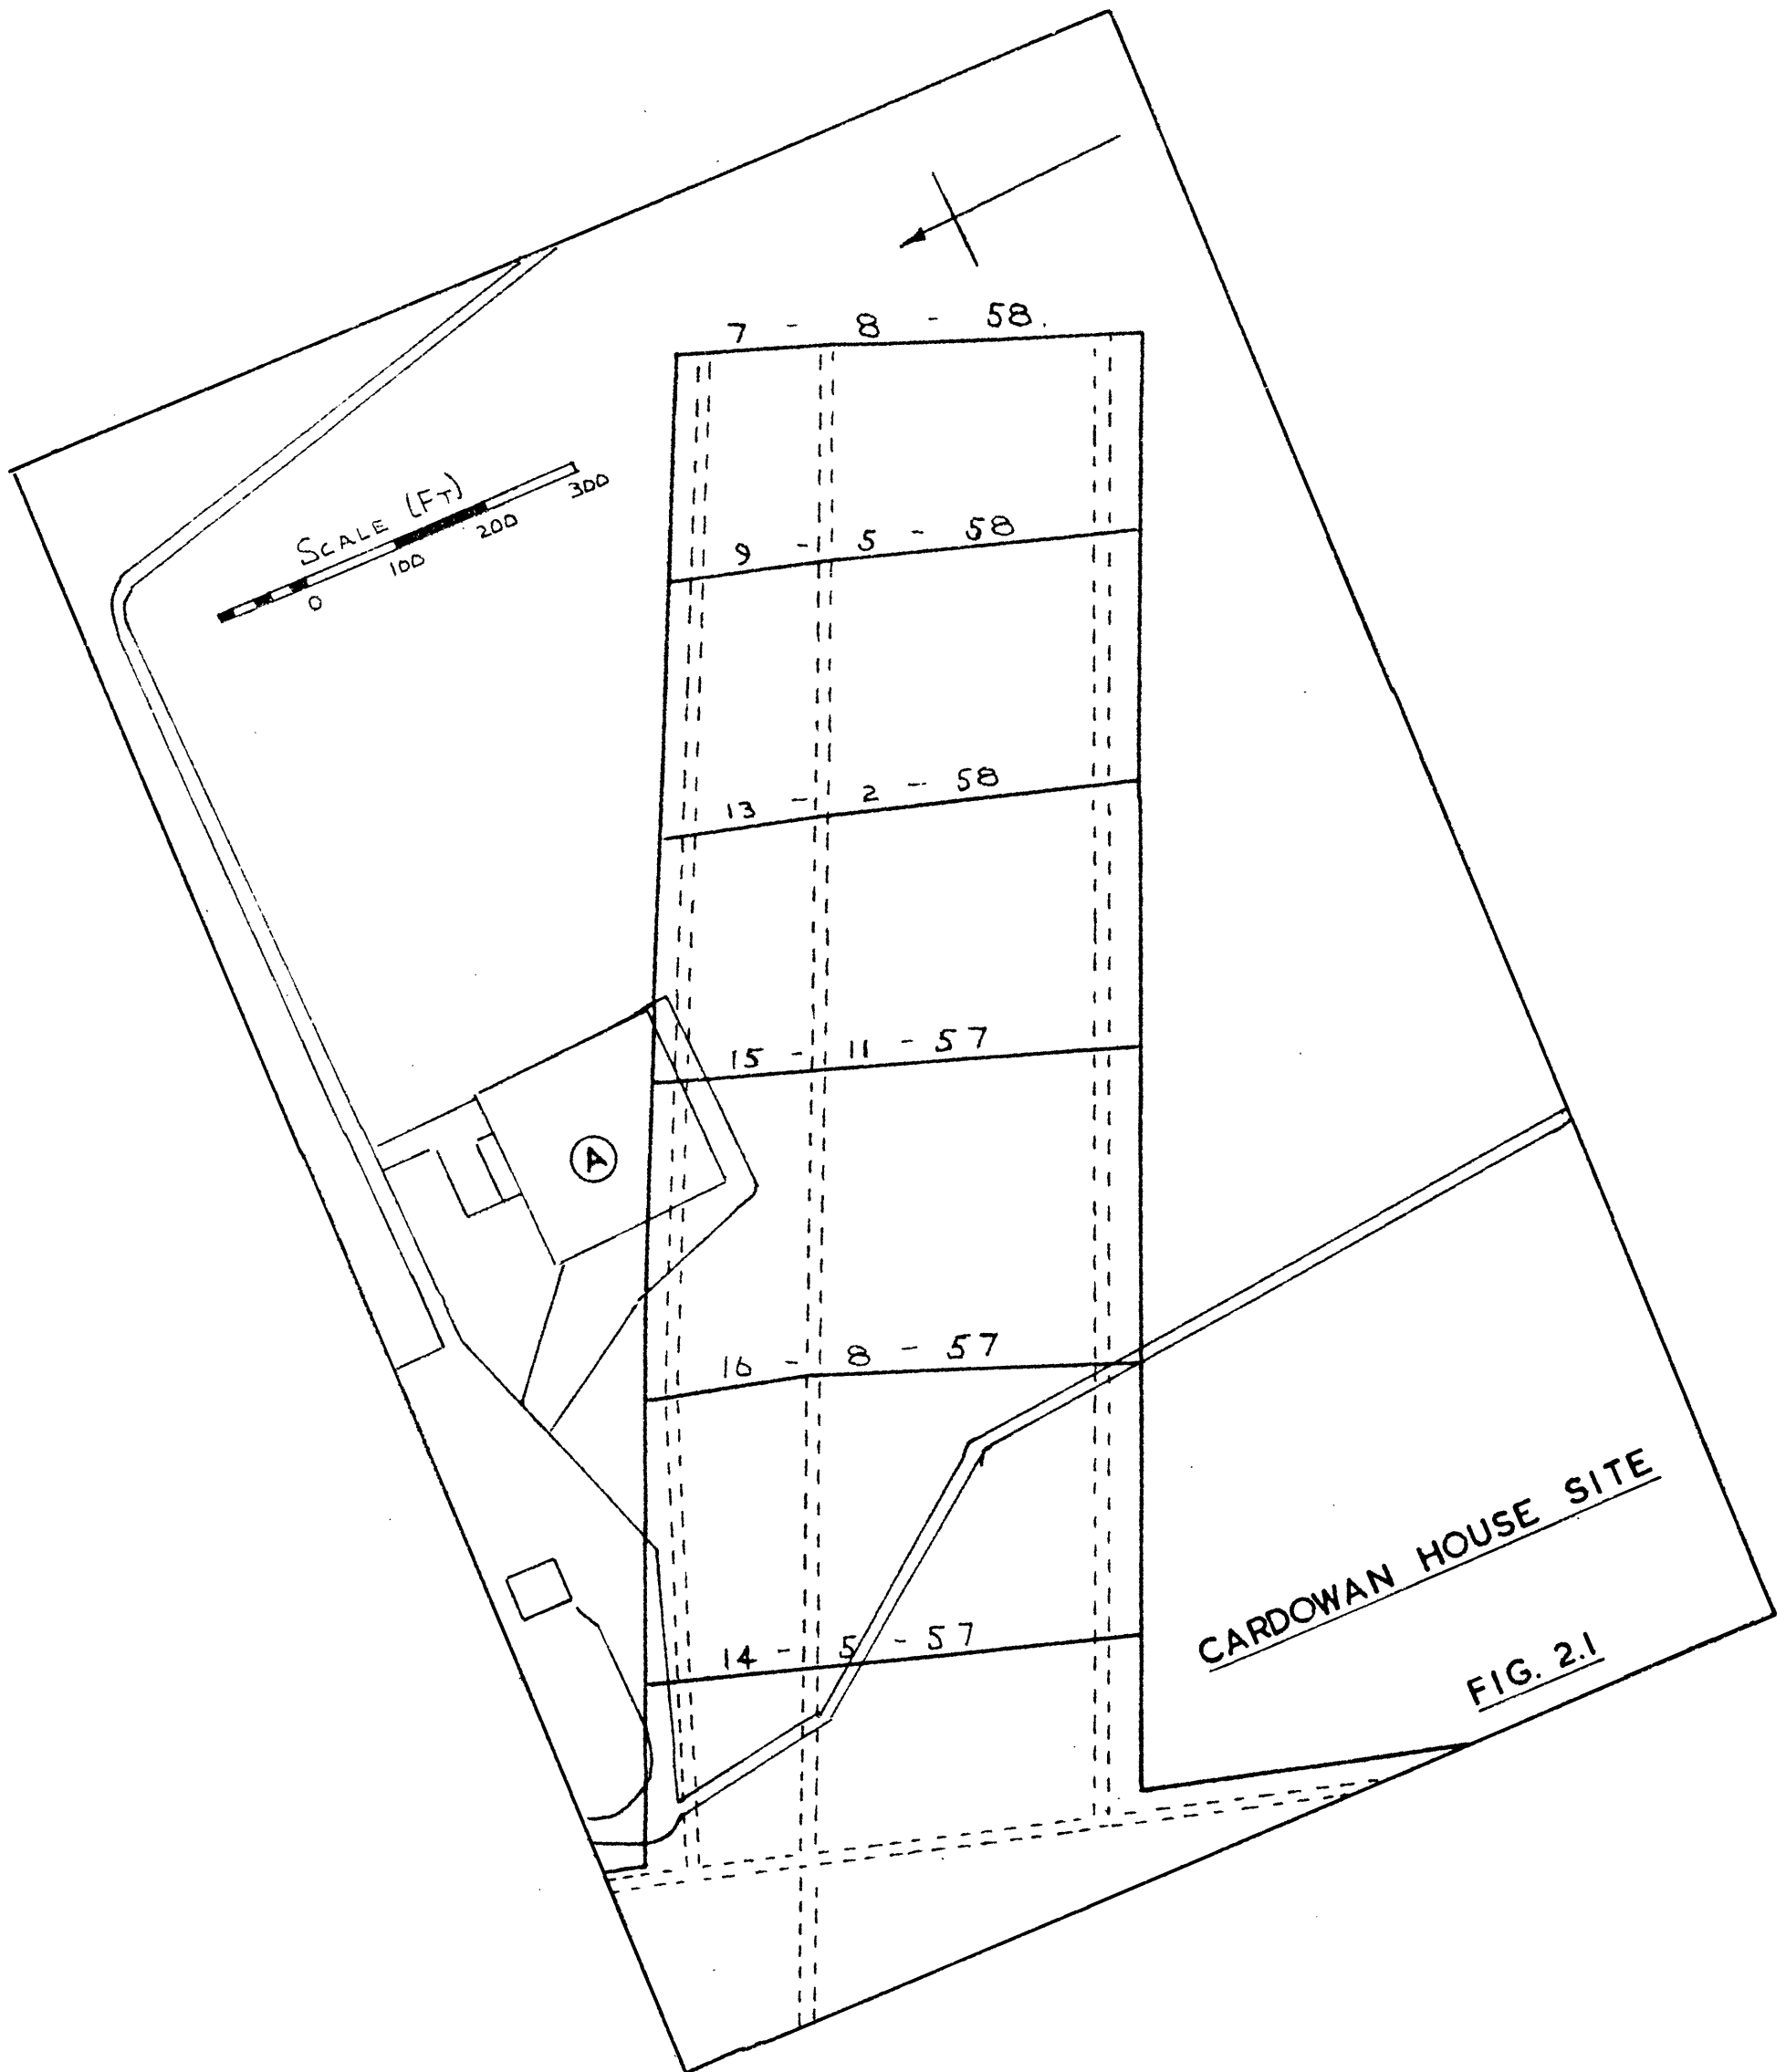 7 - 8 - 58.
SCALE (FT)
0 100 200 300
9 - 5 - 58
13 - 2 - 58
15 - 11 - 57
A
16 - 8 - 57
14 - 5 - 57
CARDOWAN HOUSE SITE
FIG. 2.1